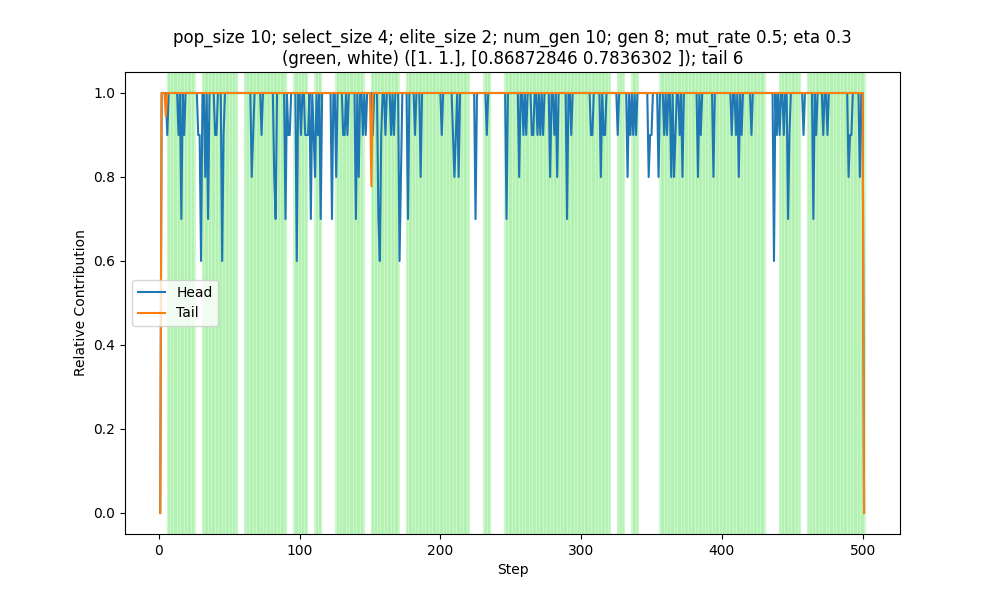 pop_size 10; select_size 4; elite_size 2; num_gen 10; gen 8; mut_rate 0.5; eta 0.3
(green, white) ([1. 1.], [0.86872846 0.7836302 ]); tail 6
1.0
0.8
0.6
0.4
0.2
0.0
Relative Contribution
Head
Tail
0
100
200
300
400
500
Step